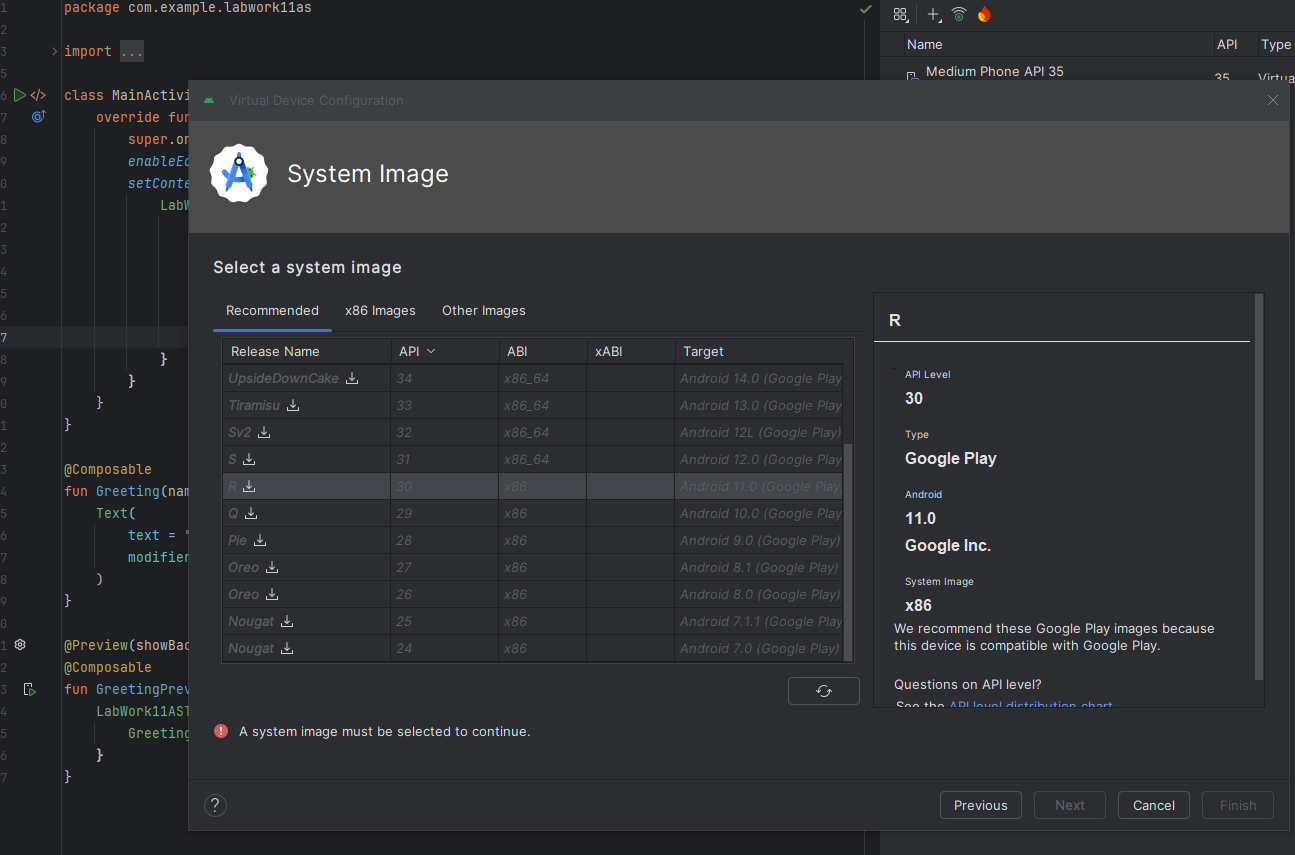 1 package com.example.labwork11as
2
3 import ...
5
6 class MainActivi
7 override fun
8 super.on
9 enableEd
0 setConte
1 LabW
2
3
4
5
6
7
8 }
9 }
0 }
1 }
2
3 @Composable
4 fun Greeting(nam
5 Text(
6 text = "
7 modifier
8 )
9 }
0
1 @Preview(showBac
2 @Composable
3 fun GreetingPrev
4 LabWork11AST
5 Greeting
6 }
7 }
Name API Type
Medium Phone API 35
35 Virtua
Virtual Device Configuration
System Image
Select a system image
Recommended x86 Images Other Images
Release Name API ABI xABI Target
UpsideDownCake 34 x86_64 Android 14.0 (Google Play
Tiramisu 33 x86_64 Android 13.0 (Google Play
Sv2 32 x86_64 Android 12L (Google Play)
S 31 x86_64 Android 12.0 (Google Play
R 30 x86 Android 11.0 (Google Play
Q 29 x86 Android 10.0 (Google Play
Pie 28 x86 Android 9.0 (Google Play)
Oreo 27 x86 Android 8.1 (Google Play)
Oreo 26 x86 Android 8.0 (Google Play)
Nougat 25 x86 Android 7.1.1 (Google Play
Nougat 24 x86 Android 7.0 (Google Play)
A system image must be selected to continue.
R
API Level
30
Type
Google Play
Android
11.0
Google Inc.
System Image
x86
We recommend these Google Play images because
this device is compatible with Google Play.
Questions on API level?
See the API level distribution chart
? Previous Next Cancel Finish